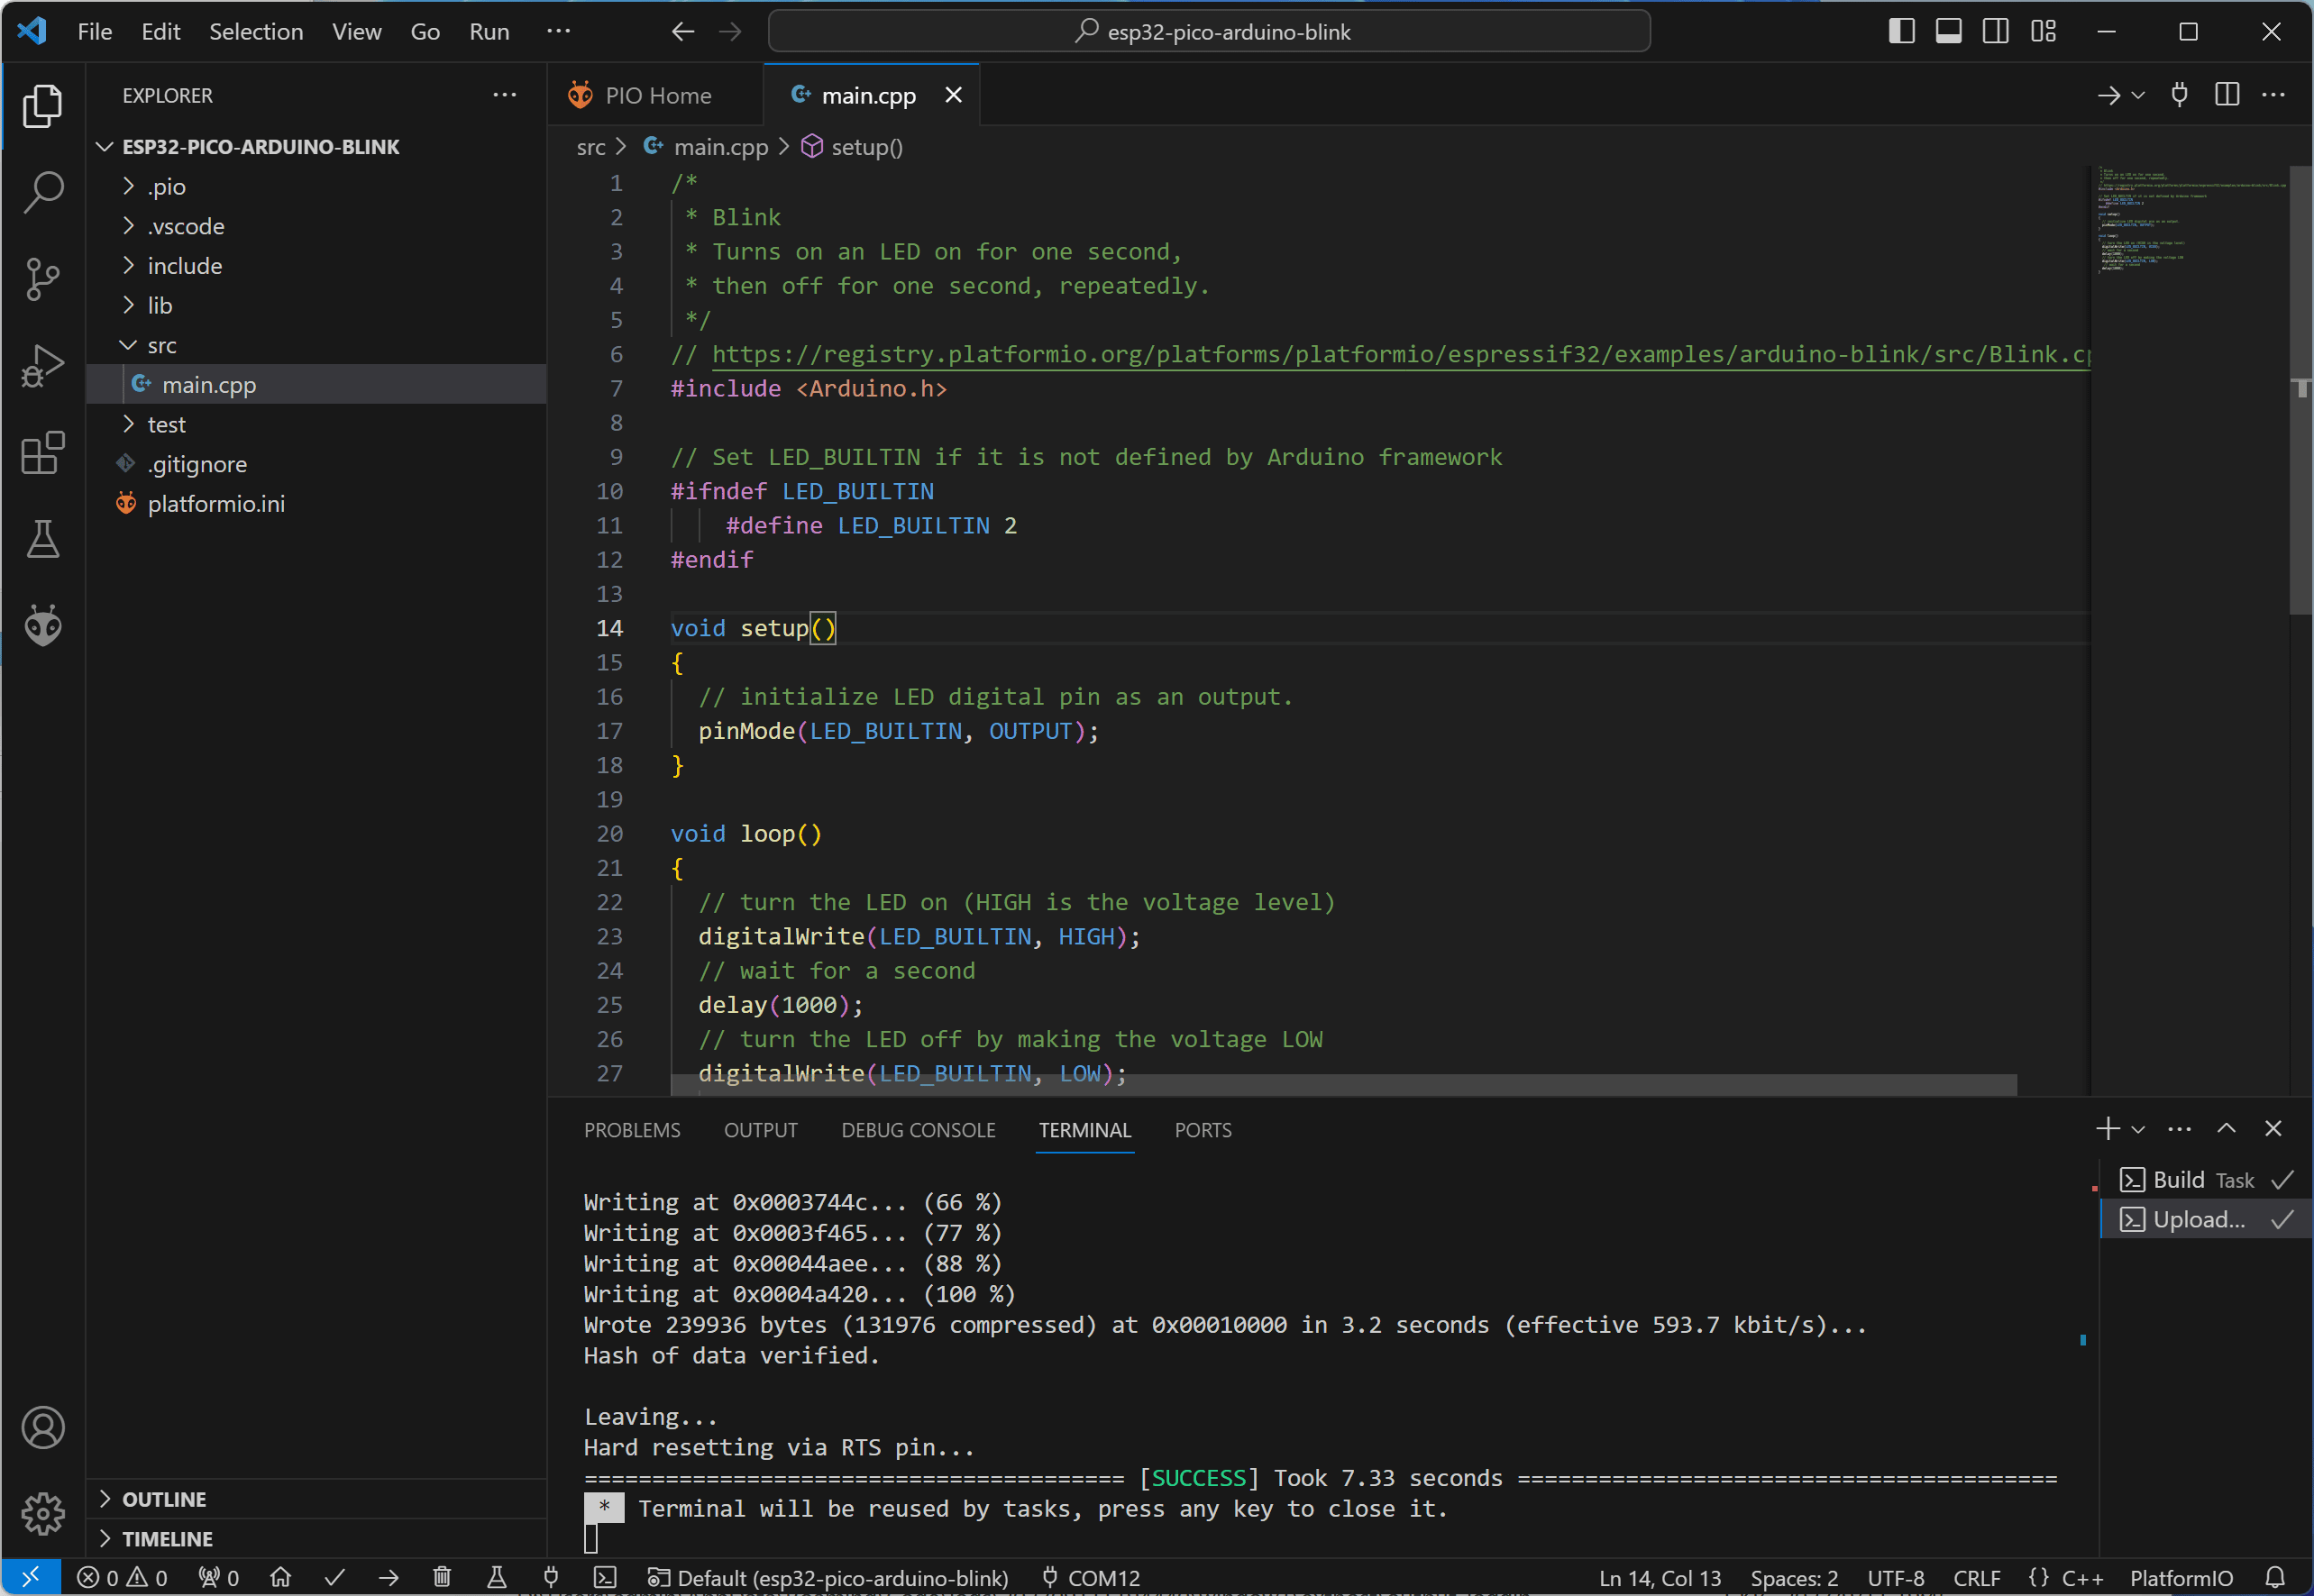 File Edit Selection View Go Run ··· esp32-pico-arduino-blink
EXPLORER
ESP32-PICO-ARDUINO-BLINK
.pio
.vscode
include
lib
src
main.cpp
test
.gitignore
platformio.ini
OUTLINE
TIMELINE
PIO Home main.cpp
src > main.cpp > setup()
1 /*
2 * Blink
3 * Turns on an LED on for one second,
4 * then off for one second, repeatedly.
5 */
6 // https://registry.platformio.org/platforms/platformio/espressif32/examples/arduino-blink/src/Blink.cp
7 #include <Arduino.h>
8
9 // Set LED_BUILTIN if it is not defined by Arduino framework
10 #ifndef LED_BUILTIN
11 #define LED_BUILTIN 2
12 #endif
13
14 void setup()
15 {
16 // initialize LED digital pin as an output.
17 pinMode(LED_BUILTIN, OUTPUT);
18 }
19
20 void loop()
21 {
22 // turn the LED on (HIGH is the voltage level)
23 digitalWrite(LED_BUILTIN, HIGH);
24 // wait for a second
25 delay(1000);
26 // turn the LED off by making the voltage LOW
27 digitalWrite(LED_BUILTIN, LOW);
PROBLEMS OUTPUT DEBUG CONSOLE TERMINAL PORTS
Writing at 0x0003744c... (66 %)
Writing at 0x0003f465... (77 %)
Writing at 0x00044aee... (88 %)
Writing at 0x0004a420... (100 %)
Wrote 239936 bytes (131976 compressed) at 0x00010000 in 3.2 seconds (effective 593.7 kbit/s)...
Hash of data verified.
Leaving...
Hard resetting via RTS pin...
======================================== [SUCCESS] Took 7.33 seconds ========================================
* Terminal will be reused by tasks, press any key to close it.
Build Task
Upload...
0 0 0 Default (esp32-pico-arduino-blink) COM12 Ln 14, Col 13 Spaces: 2 UTF-8 CRLF {} C++ PlatformIO